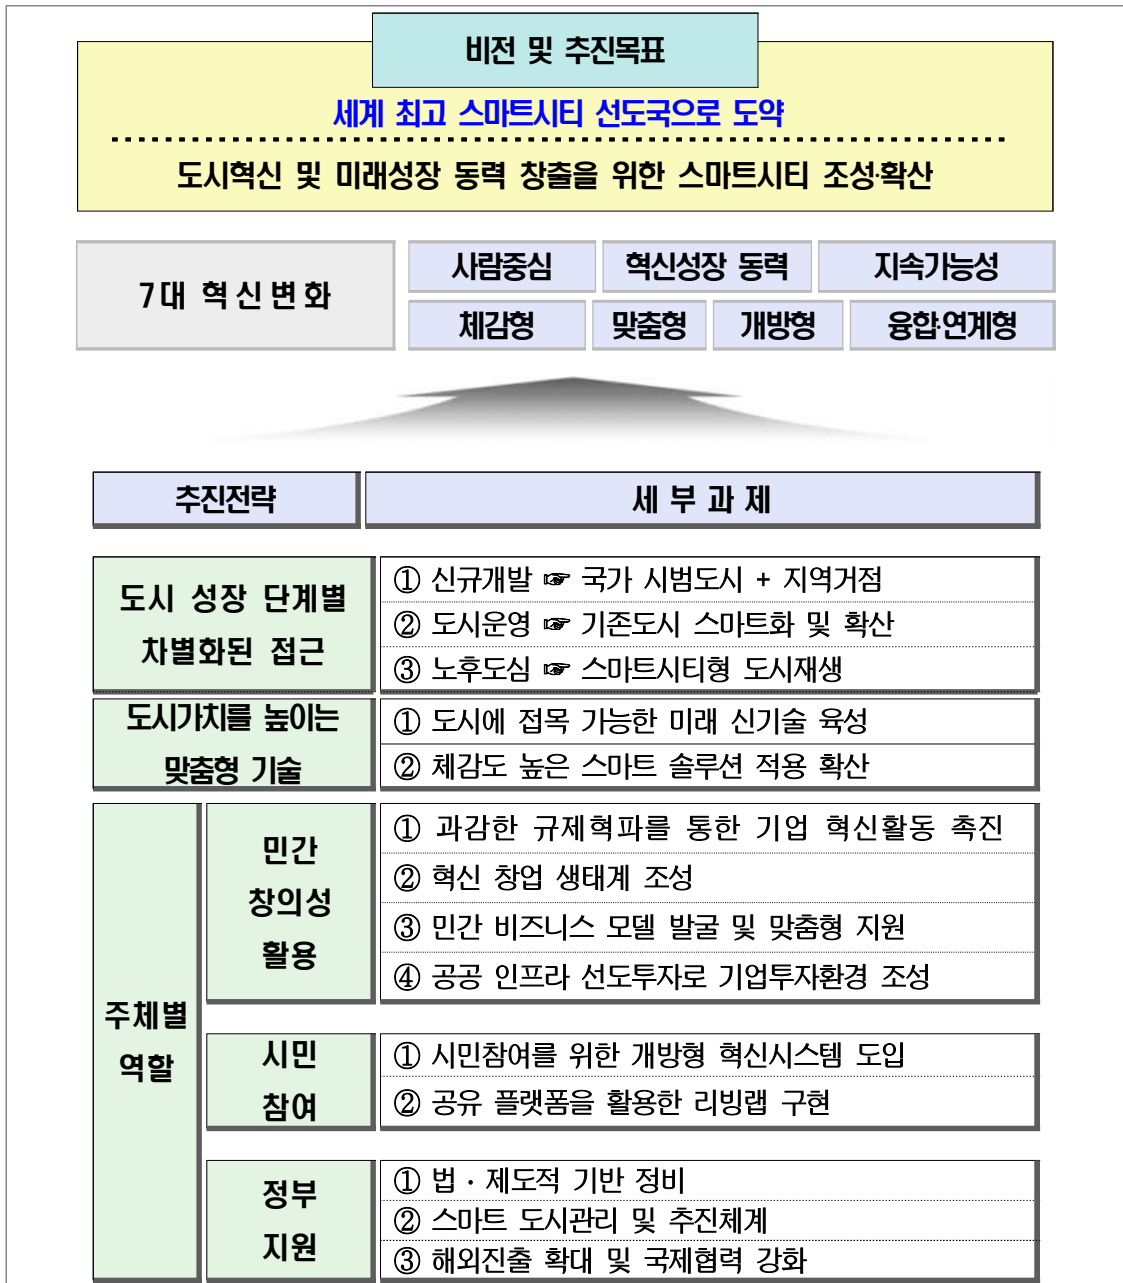 비전 및 추진목표
세계 최고 스마트시티 선도국으로 도약
도시혁신 및 미래성장 동력 창출을 위한 스마트시티 조성·확산
7대 혁신변화
사람중심
혁신성장 동력
지속가능성
체감형
맞춤형
개방형
융합·연계형
추진전략
세부과제
도시 성장 단계별
차별화된 접근
① 신규개발 ☞ 국가 시범도시 + 지역거점
② 도시운영 ☞ 기존도시 스마트화 및 확산
③ 노후도심 ☞ 스마트시티형 도시재생
도시가치를 높이는
맞춤형 기술
① 도시에 접목 가능한 미래 신기술 육성
② 체감도 높은 스마트 솔루션 적용 확산
주체별
역할
민간
창의성
활용
① 과감한 규제혁파를 통한 기업 혁신활동 촉진
② 혁신 창업 생태계 조성
③ 민간 비즈니스 모델 발굴 및 맞춤형 지원
④ 공공 인프라 선도투자로 기업투자환경 조성
시민
참여
① 시민참여를 위한 개방형 혁신시스템 도입
② 공유 플랫폼을 활용한 리빙랩 구현
정부
지원
① 법·제도적 기반 정비
② 스마트 도시관리 및 추진체계
③ 해외진출 확대 및 국제협력 강화